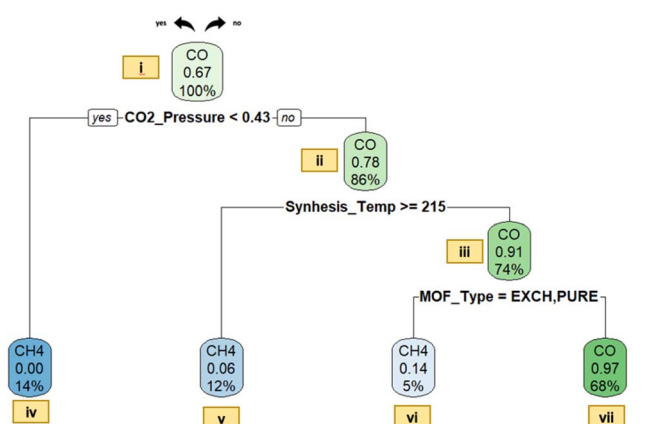 yes no
CO
0.67
100%
i
yes CO2_Pressure < 0.43 no
CO
0.78
86%
ii
Synhesis_Temp >= 215
CO
0.91
74%
iii
MOF_Type = EXCH,PURE
CH4
0.00
14%
iv
CH4
0.06
12%
v
CH4
0.14
5%
vi
CO
0.97
68%
vii